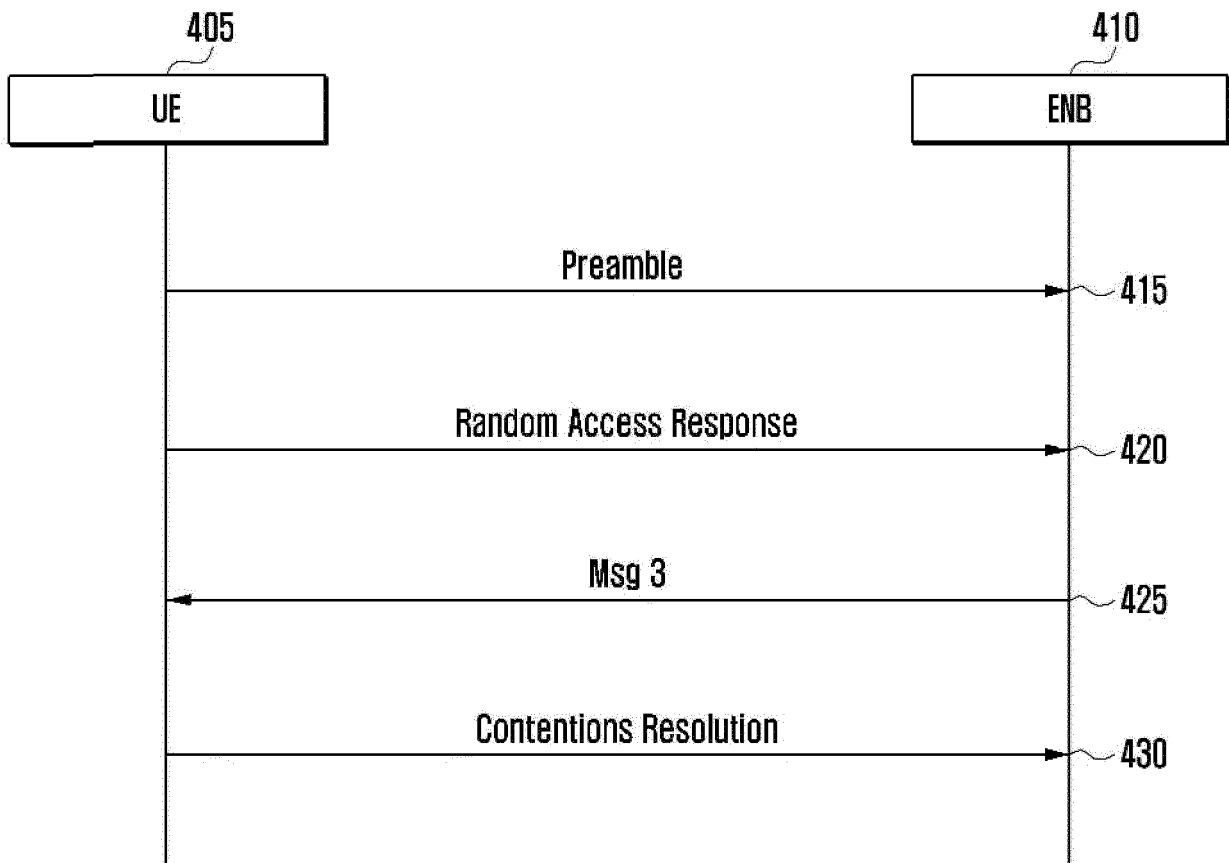 405
410
UE
ENB
Preamble
415
Random Access Response
420
Msg 3
425
Contentions Resolution
430